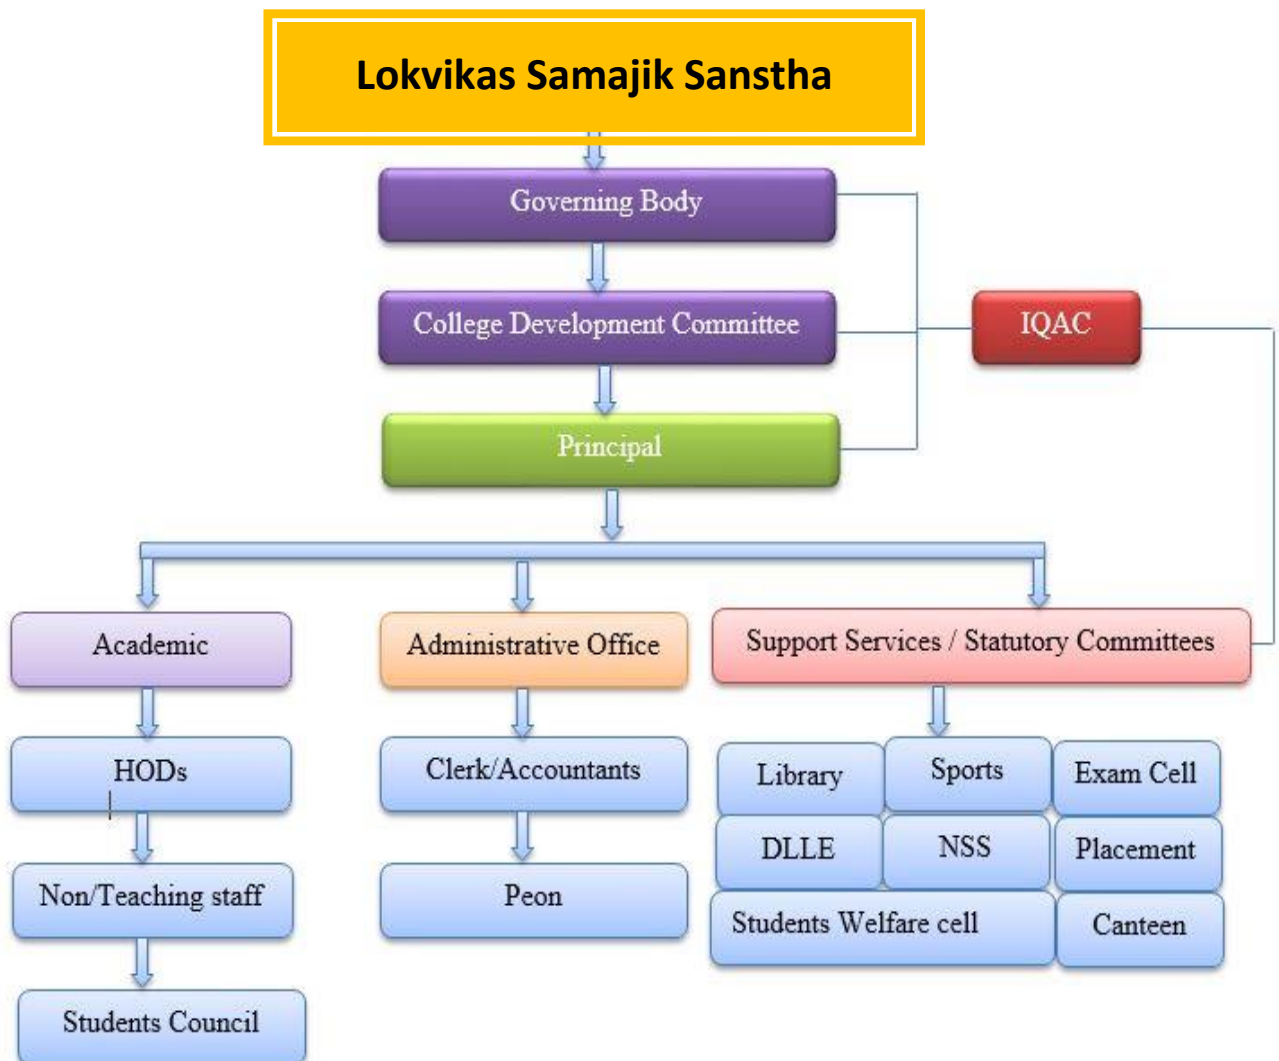 Lokvikas Samajik Sanstha
Governing Body
College Development Committee
IQAC
Principal
Academic
Administrative Office
Support Services / Statutory Committees
HODs
Clerk/Accountants
Library
Sports
Exam Cell
DLLE
NSS
Placement
Non/Teaching staff
Peon
Students Welfare cell
Canteen
Students Council